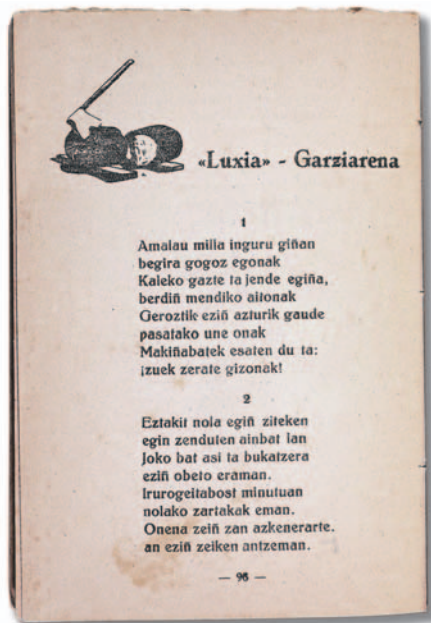 «Luxia» - Garziarena
1
Amalau milla inguru giñan
begira gogoz egonak
Kaleko gazte ta jende egiña,
berdiñ mendiko aitonak
Geroztik eziñ azturik gaude
pasatako une onak
Makiñabatek esaten du ta:
¡zuek zerate gizonak!
2
Eztakit nola egiñ ziteken
egin zenduten ainbat lan
Joko bat asi ta bukatzera
eziñ obeto eraman.
Irurogeitabost minutuan
nolako zartakak eman.
Onena zeiñ zan azkenerarte.
an eziñ zeiken antzeman.
— 96 —